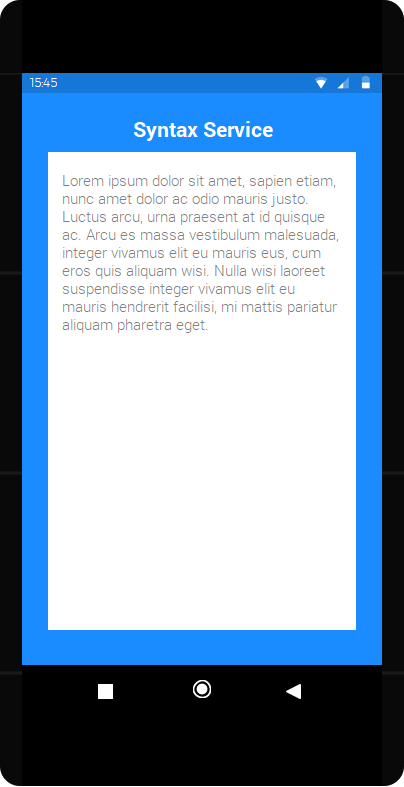 15:45
Syntax Service
Lorem ipsum dolor sit amet, sapien etiam,
nunc amet dolor ac odio mauris justo.
Luctus arcu, urna praesent at id quisque
ac. Arcu es massa vestibulum malesuada,
integer vivamus elit eu mauris eus, cum
eros quis aliquam wisi. Nulla wisi laoreet
suspendisse integer vivamus elit eu
mauris hendrerit facilisi, mi mattis pariatur
aliquam pharetra eget.